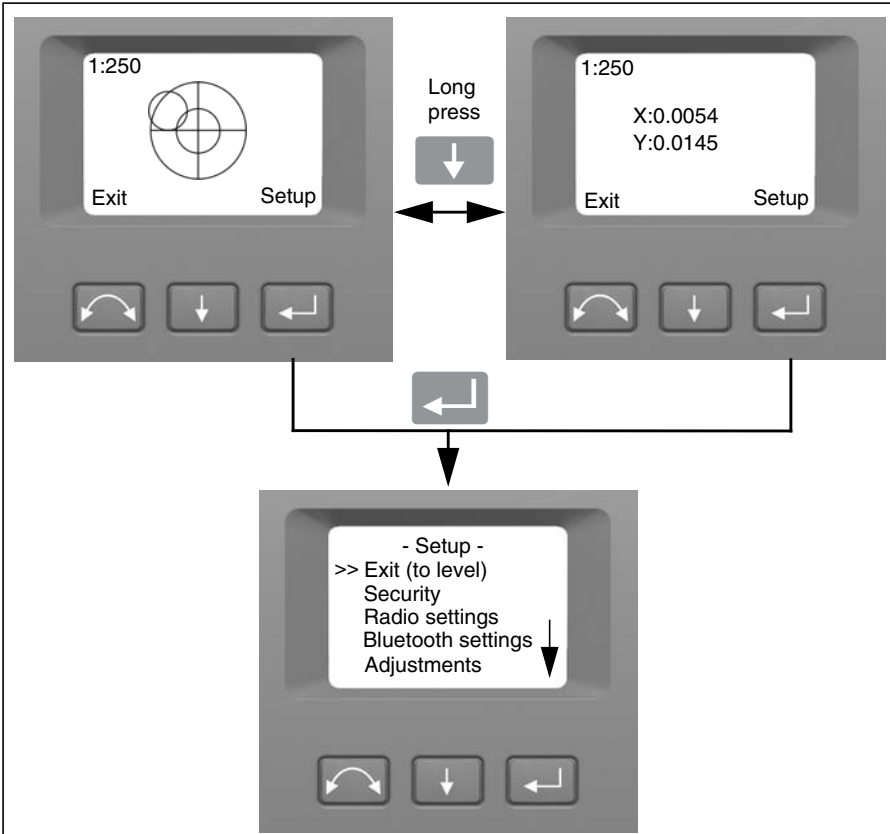 1:250
Exit Setup
Long
press
1:250
X:0.0054
Y:0.0145
Exit Setup
- Setup -
>> Exit (to level)
Security
Radio settings
Bluetooth settings
Adjustments